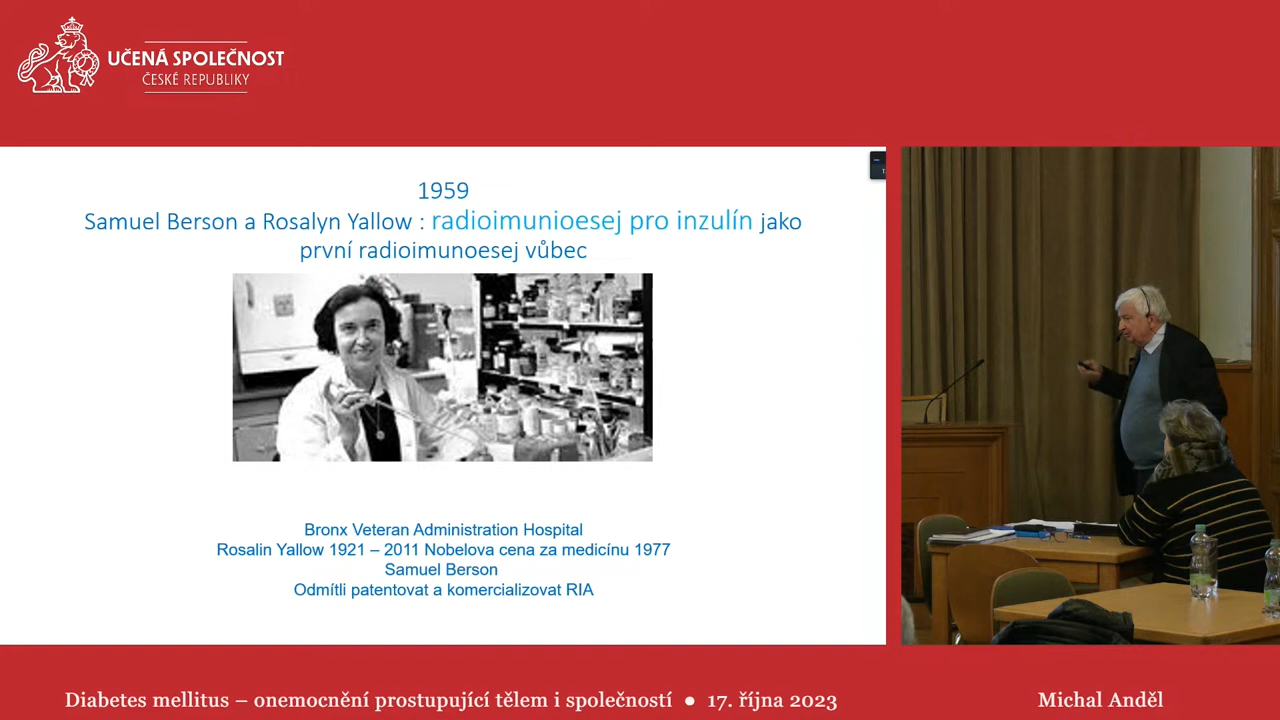 UČENÁ SPOLEČNOST
ČESKÉ REPUBLIKY
1959
Samuel Berson a Rosalyn Yallow : radioimunioesej pro inzulín jako
první radioimunoesej vůbec
Bronx Veteran Administration Hospital
Rosalin Yallow 1921 – 2011 Nobelova cena za medicínu 1977
Samuel Berson
Odmítli patentovat a komercializovat RIA
Diabetes mellitus – onemocnění prostupující tělem i společností ● 17. října 2023
Michal Anděl